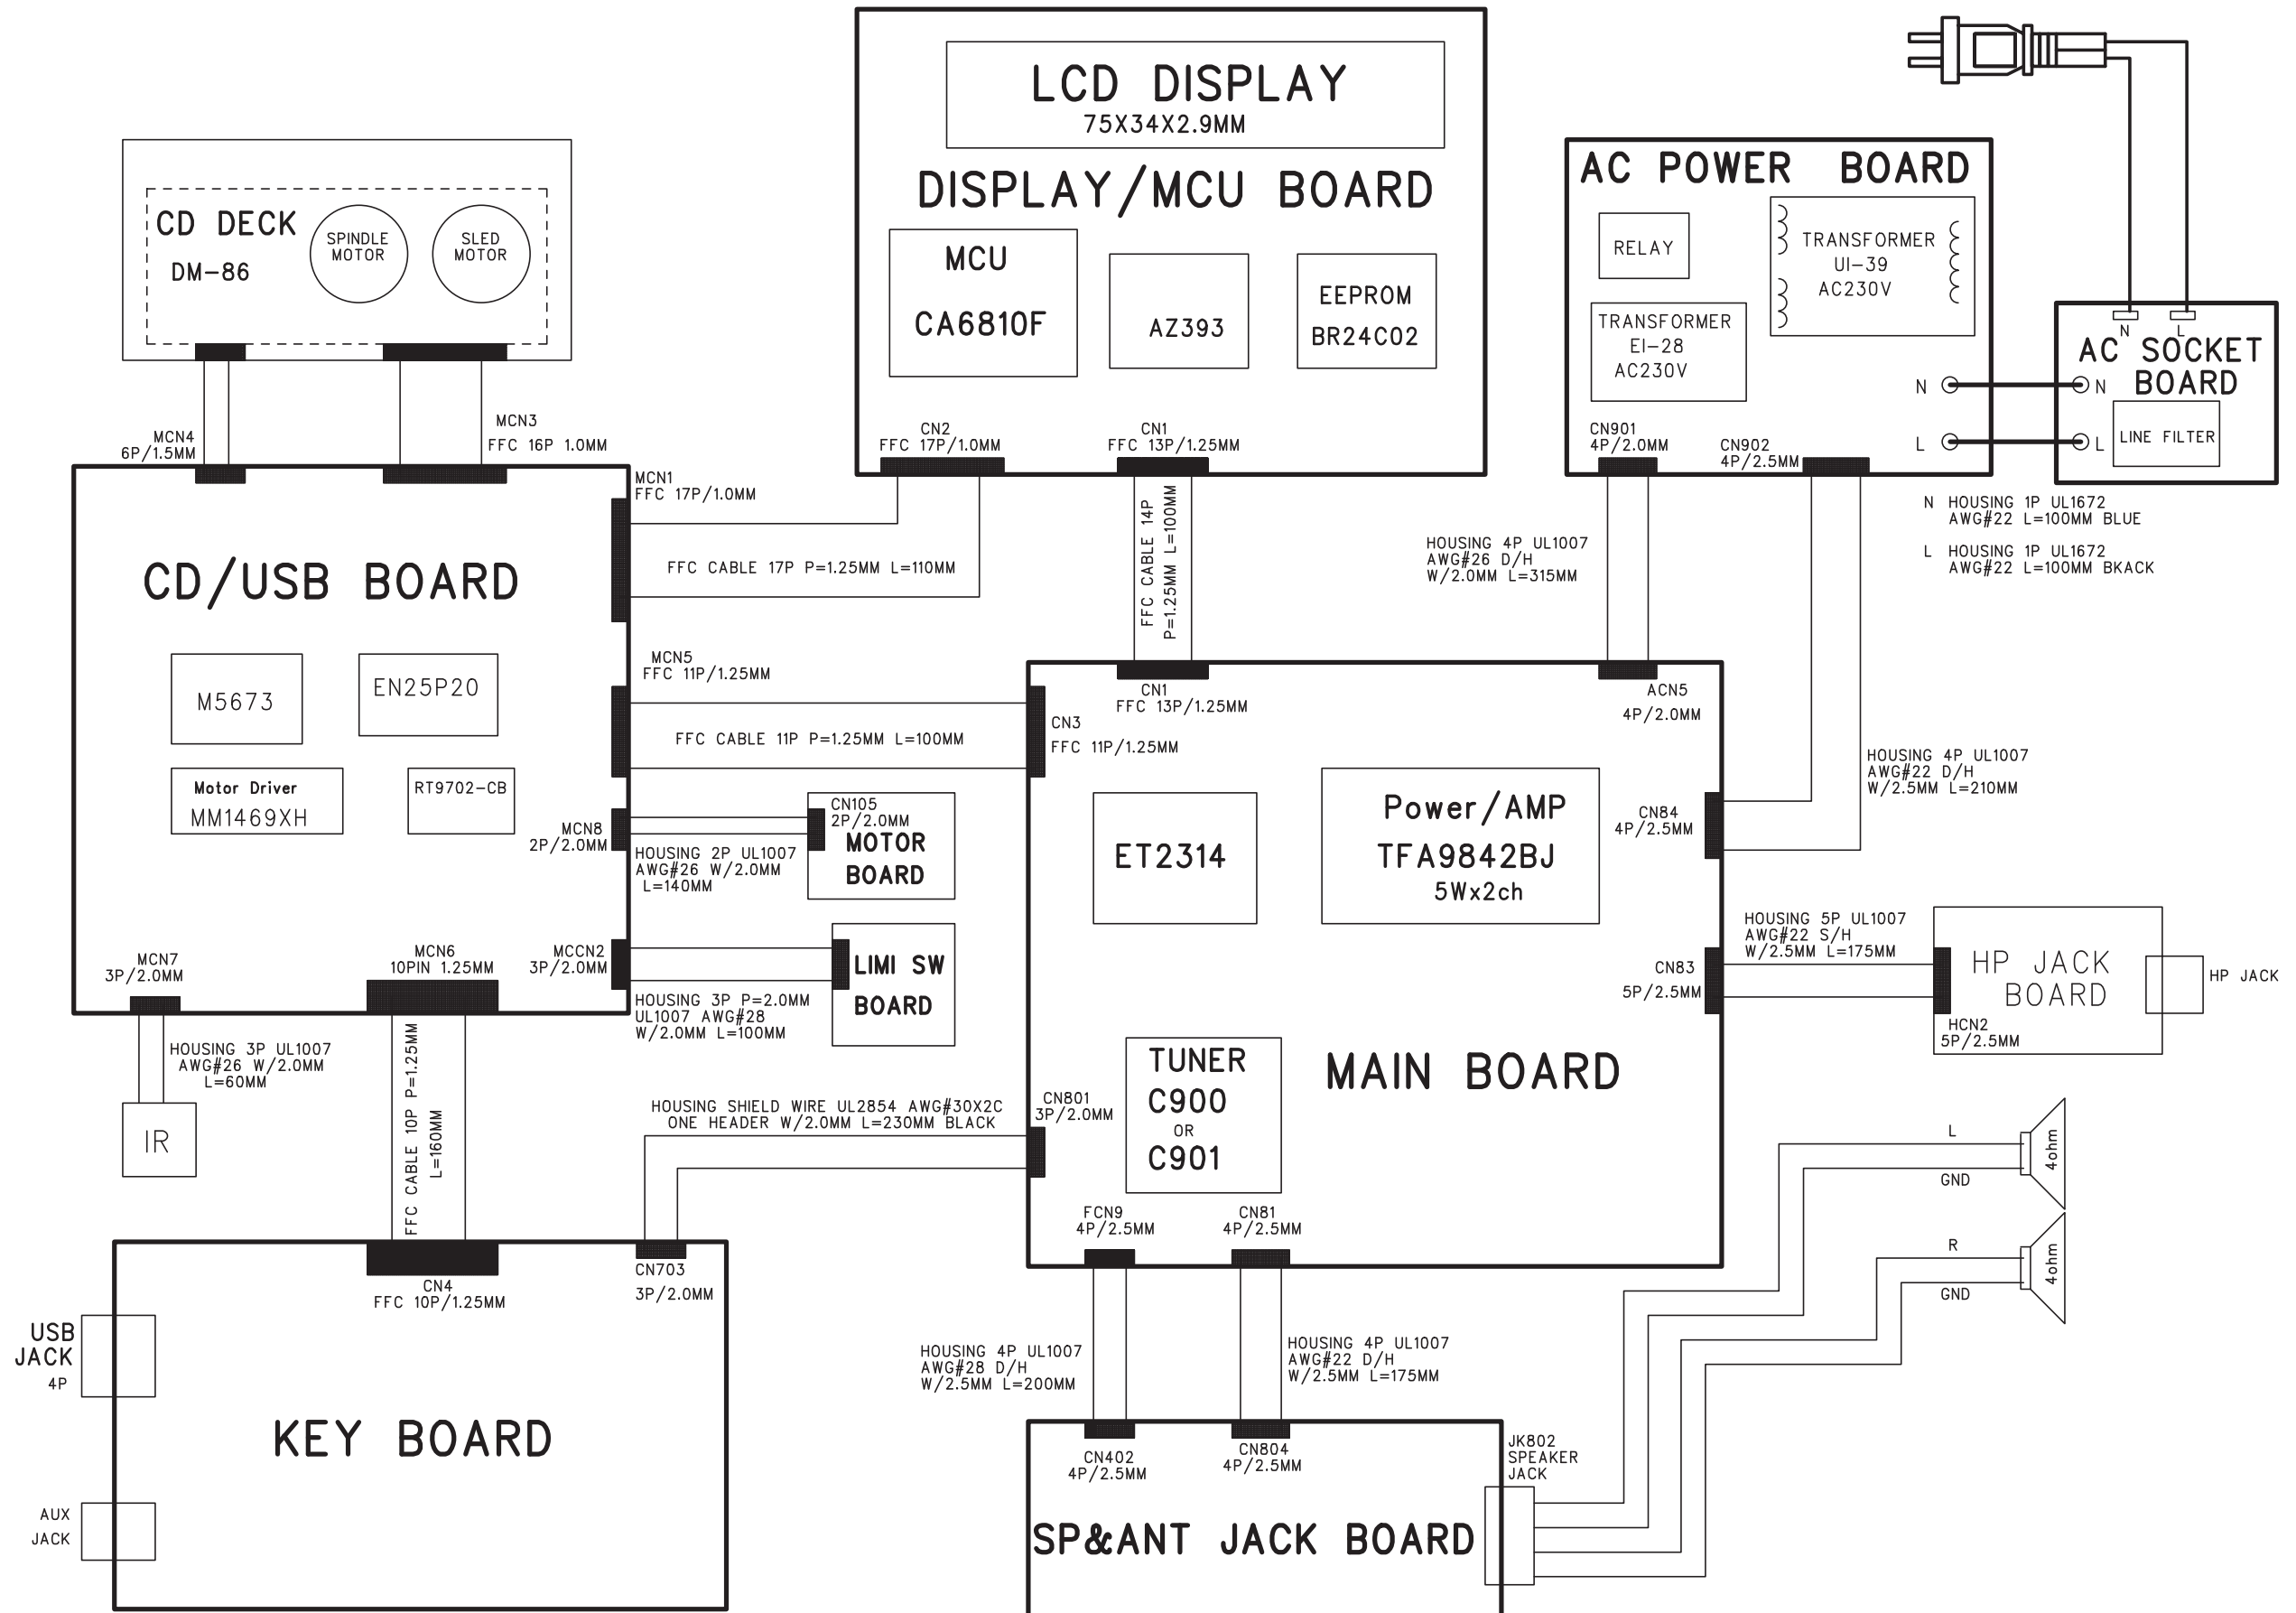 LCD DISPLAY
75X34X2.9MM
DISPLAY/MCU BOARD
MCU
CA6810F
AZ393
EEPROM
BR24C02
CN2
FFC 17P/1.0MM
CN1
FFC 13P/1.25MM
CD DECK
DM-86
SPINDLE
MOTOR
SLED
MOTOR
MCN4
6P/1.5MM
MCN3
FFC 16P 1.0MM
AC POWER BOARD
RELAY
TRANSFORMER
UI-39
AC230V
TRANSFORMER
EI-28
AC230V
N
L
CN901
4P/2.0MM
CN902
4P/2.5MM
N
L
AC SOCKET
BOARD
N
L
LINE FILTER
N HOUSING 1P UL1672
AWG#22 L=100MM BLUE
L HOUSING 1P UL1672
AWG#22 L=100MM BKACK
CD/USB BOARD
MCN1
FFC 17P/1.0MM
FFC CABLE 17P P=1.25MM L=110MM
M5673
EN25P20
Motor Driver
MM1469XH
RT9702-CB
MCN5
FFC 11P/1.25MM
FFC CABLE 11P P=1.25MM L=100MM
MCN8
2P/2.0MM
HOUSING 2P UL1007
AWG#26 W/2.0MM
L=140MM
CN105
2P/2.0MM
MOTOR
BOARD
MCCN2
3P/2.0MM
HOUSING 3P P=2.0MM
UL1007 AWG#28
W/2.0MM L=100MM
LIMI SW
BOARD
MCN7
3P/2.0MM
MCN6
10PIN 1.25MM
HOUSING 3P UL1007
AWG#26 W/2.0MM
L=60MM
IR
FFC CABLE 10P P=1.25MM
L=160MM
FFC CABLE 14P
P=1.25MM L=100MM
HOUSING 4P UL1007
AWG#26 D/H
W/2.0MM L=315MM
CN1
FFC 13P/1.25MM
ACN5
4P/2.0MM
CN3
FFC 11P/1.25MM
ET2314
Power/AMP
TFA9842BJ
5Wx2ch
CN84
4P/2.5MM
HOUSING 4P UL1007
AWG#22 D/H
W/2.5MM L=210MM
CN83
5P/2.5MM
HOUSING 5P UL1007
AWG#22 S/H
W/2.5MM L=175MM
HP JACK
BOARD
HCN2
5P/2.5MM
HP JACK
TUNER
C900
OR
C901
MAIN BOARD
CN801
3P/2.0MM
HOUSING SHIELD WIRE UL2854 AWG#30X2C
ONE HEADER W/2.0MM L=230MM BLACK
FCN9
4P/2.5MM
CN81
4P/2.5MM
L
GND
4ohm
R
GND
4ohm
CN4
FFC 10P/1.25MM
CN703
3P/2.0MM
USB
JACK
4P
KEY BOARD
AUX
JACK
HOUSING 4P UL1007
AWG#28 D/H
W/2.5MM L=200MM
HOUSING 4P UL1007
AWG#22 D/H
W/2.5MM L=175MM
CN402
4P/2.5MM
CN804
4P/2.5MM
JK802
SPEAKER
JACK
SP&ANT JACK BOARD